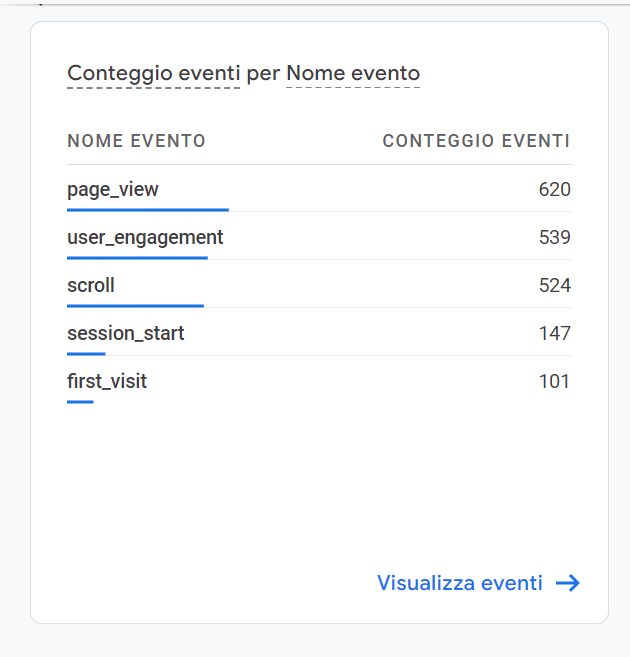 Conteggio eventi per Nome evento
NOME EVENTO CONTEGGIO EVENTI
page_view 620
user_engagement 539
scroll 524
session_start 147
first_visit 101
Visualizza eventi →